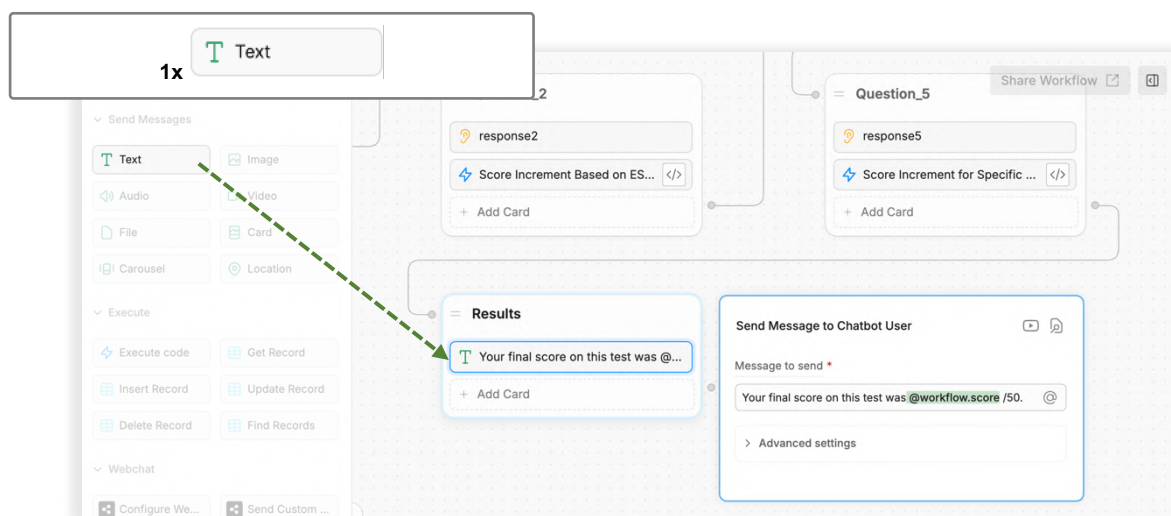 1x Text
_2
Question_5
Share Workflow
Send Messages
response2
response5
Text
Image
Score Increment Based on ES...
Score Increment for Specific ...
Audio
Video
Add Card
Add Card
File
Card
Carousel
Location
Execute
Results
Send Message to Chatbot User
Execute code
Get Record
Your final score on this test was @...
Message to send *
Insert Record
Update Record
Add Card
Your final score on this test was @workflow.score /50.
Delete Record
Find Records
Advanced settings
Webchat
Configure We...
Send Custom ...